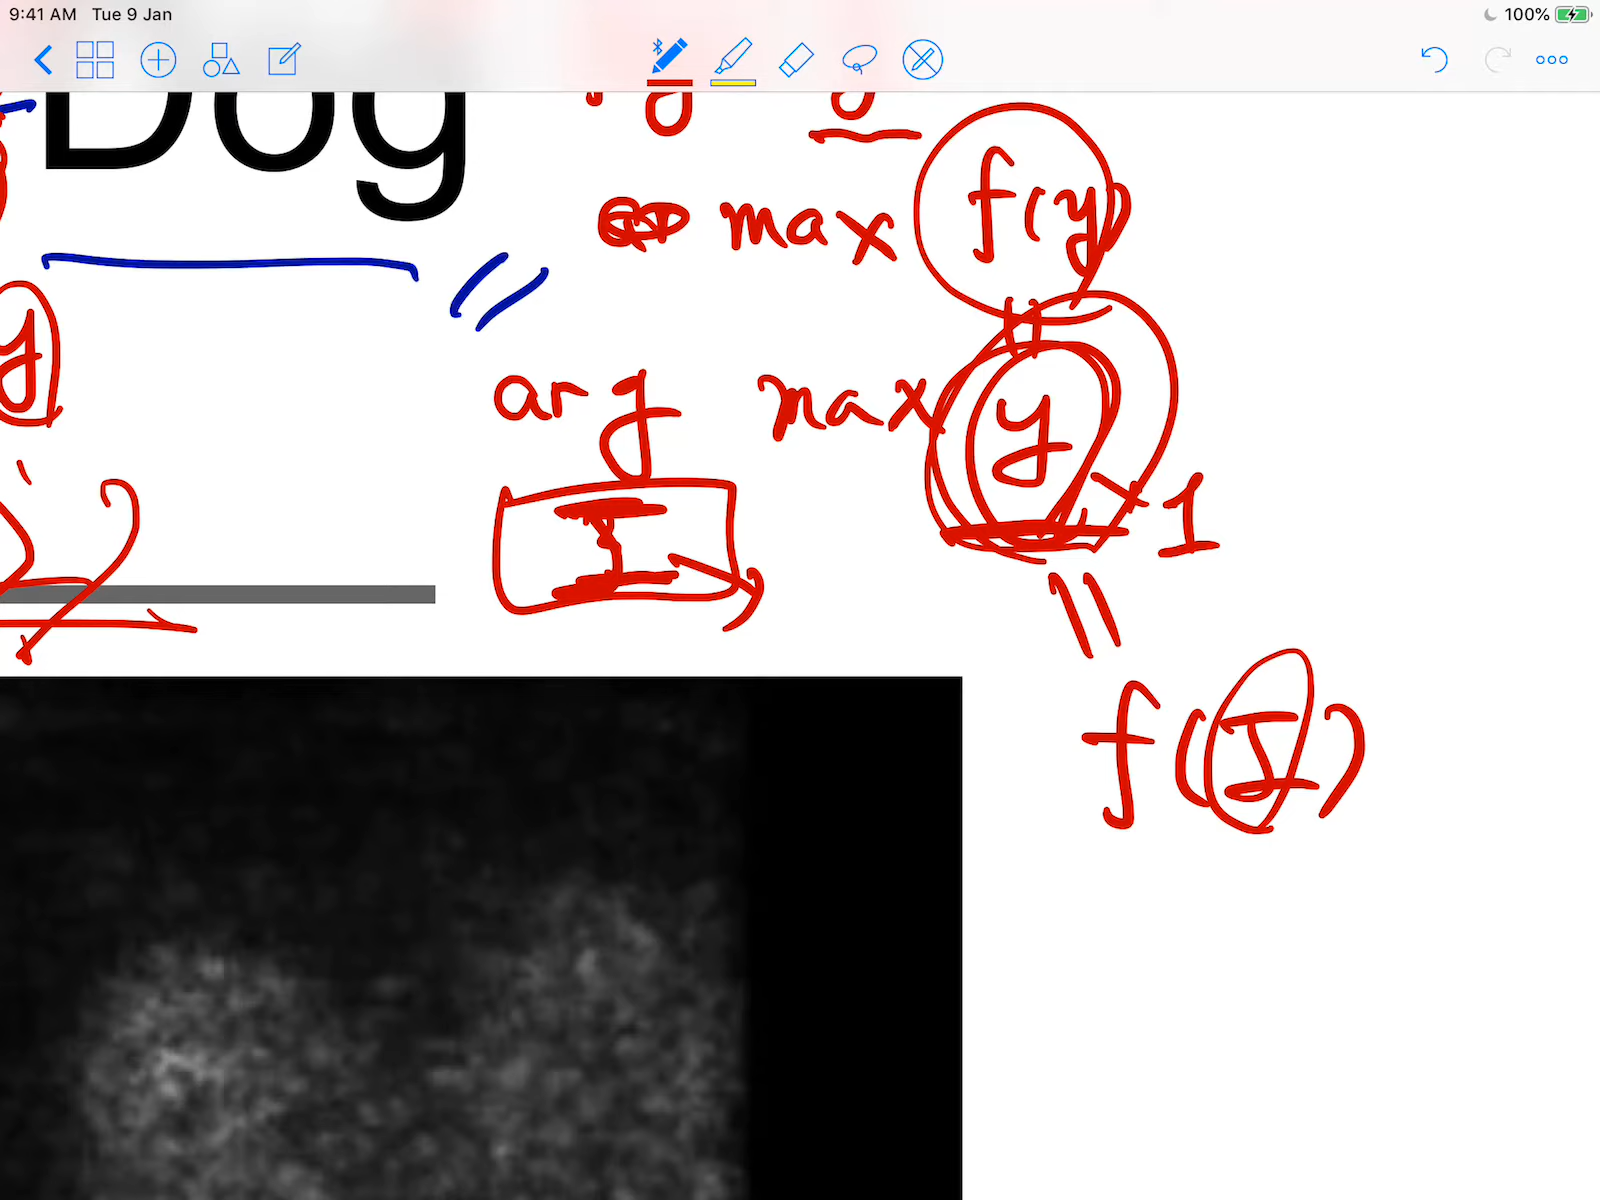 9:41 AM Tue 9 Jan 100%
Dog
max f(y)
y
arg max y → 1
I
f(I)